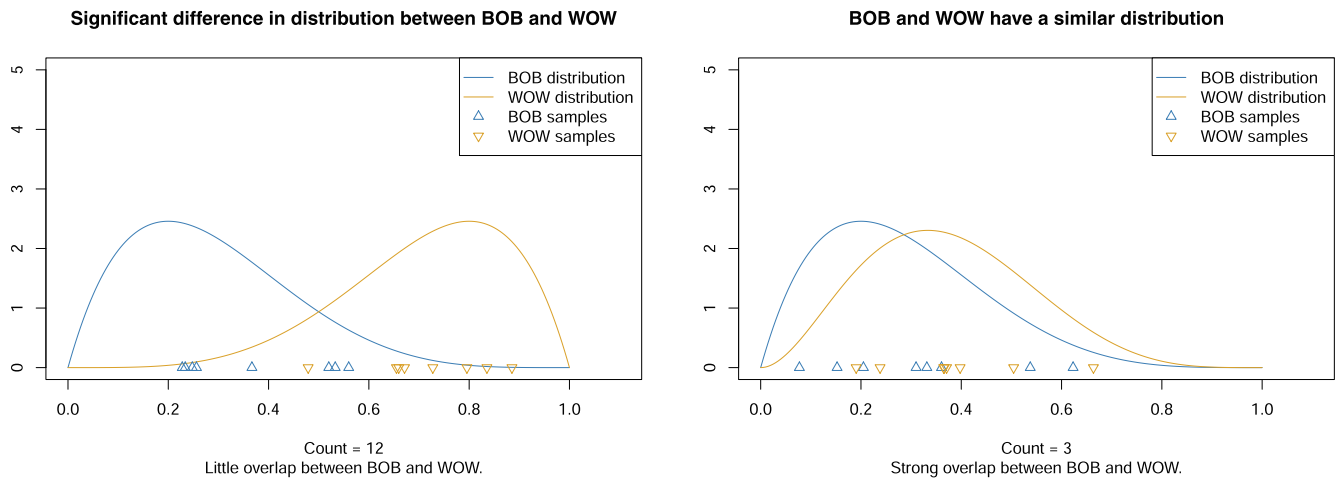 Significant difference in distribution between BOB and WOW
BOB distribution
WOW distribution
BOB samples
WOW samples
5
4
3
2
1
0
0.0 0.2 0.4 0.6 0.8 1.0
Count = 12
Little overlap between BOB and WOW.
BOB and WOW have a similar distribution
BOB distribution
WOW distribution
BOB samples
WOW samples
5
4
3
2
1
0
0.0 0.2 0.4 0.6 0.8 1.0
Count = 3
Strong overlap between BOB and WOW.